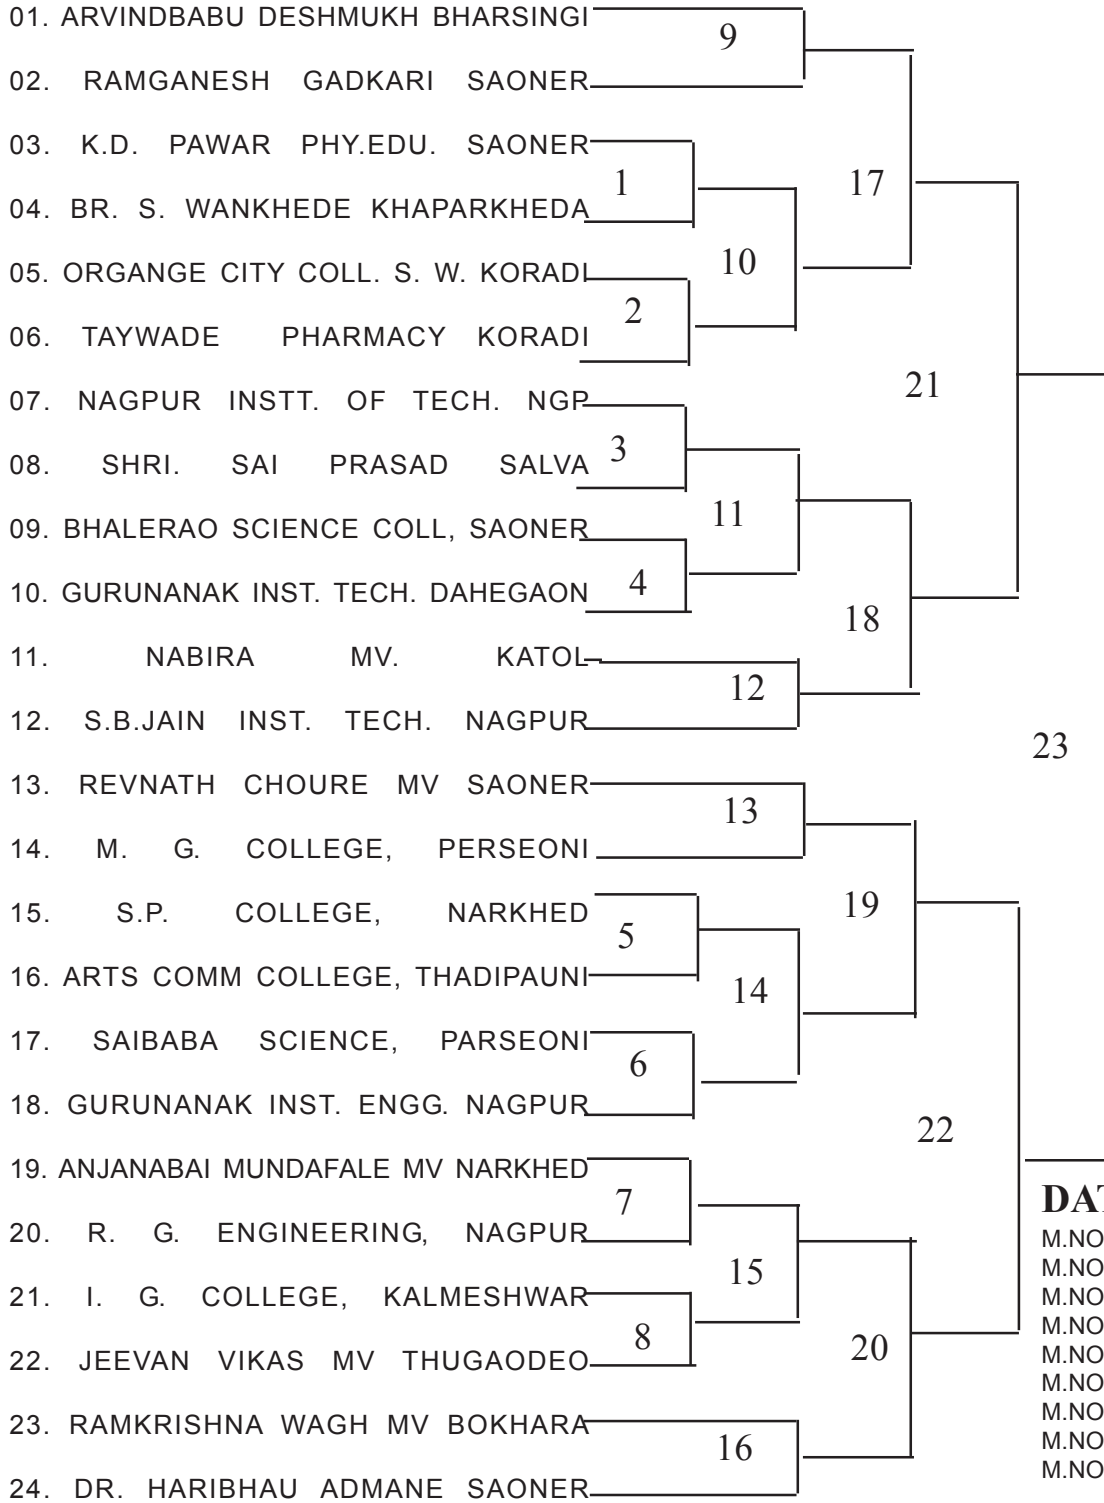 01. ARVINDBABU DESHMUKH BHARSINGI
9
02. RAMGANESH GADKARI SAONER
03. K.D. PAWAR PHY.EDU. SAONER
1
17
04. BR. S. WANKHEDE KHAPARKHEDA
10
05. ORGANGE CITY COLL. S. W. KORADI
2
06. TAYWADE PHARMACY KORADI
21
07. NAGPUR INSTT. OF TECH. NGP
3
08. SHRI. SAI PRASAD SALVA
11
09. BHALERAO SCIENCE COLL, SAONER
4
10. GURUNANAK INST. TECH. DAHEGAON
18
11. NABIRA MV. KATOL
12
12. S.B.JAIN INST. TECH. NAGPUR
23
13. REVNATH CHOURE MV SAONER
13
14. M. G. COLLEGE, PERSEONI
19
15. S.P. COLLEGE, NARKHED
5
16. ARTS COMM COLLEGE, THADIPAUNI
14
17. SAIBABA SCIENCE, PARSEONI
6
18. GURUNANAK INST. ENGG. NAGPUR
22
19. ANJANABAI MUNDAFALE MV NARKHED
7
20. R. G. ENGINEERING, NAGPUR
15
21. I. G. COLLEGE, KALMESHWAR
8
20
22. JEEVAN VIKAS MV THUGAODEO
23. RAMKRISHNA WAGH MV BOKHARA
16
24. DR. HARIBHAU ADMANE SAONER
DAT
M.NO
M.NO
M.NO
M.NO
M.NO
M.NO
M.NO
M.NO
M.NO